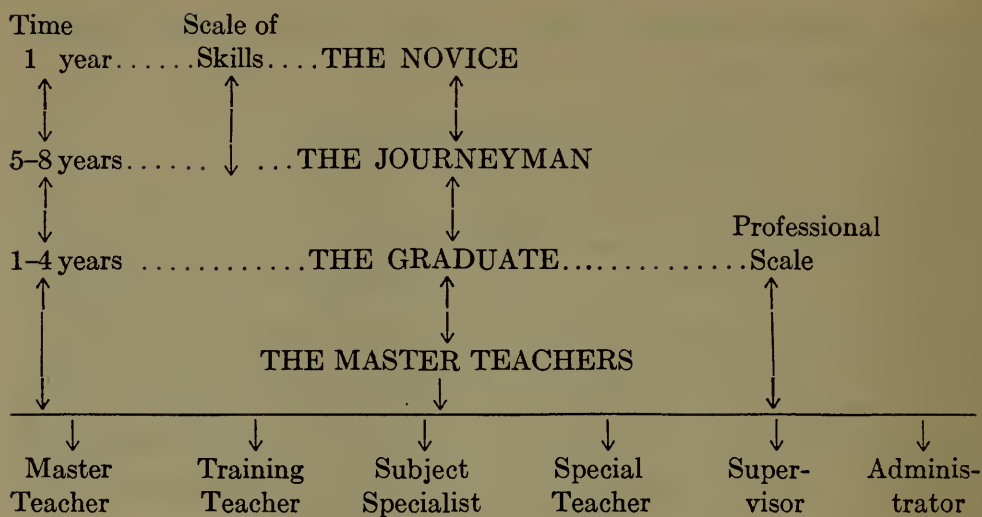 Time Scale of
1 year......Skills....THE NOVICE
5–8 years...... ...THE JOURNEYMAN
Professional
1–4 years ............THE GRADUATE...............Scale
THE MASTER TEACHERS
Master Training Subject Special Super- Adminis-
Teacher Teacher Specialist Teacher visor trator